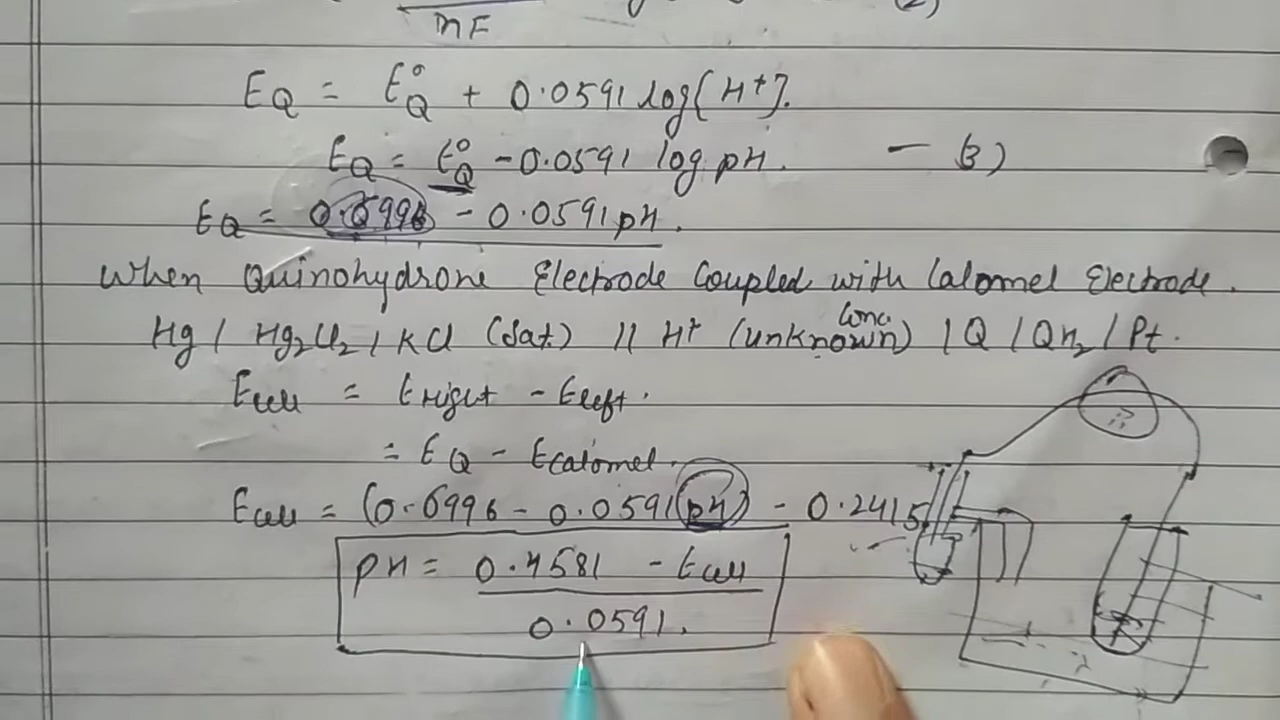 nF (2)
EQ = E°Q + 0.0591 log[H+].
EQ = E°Q - 0.0591 log pH. — (3)
EQ = 0.6996 - 0.0591 pH.
When Quinohydrone Electrode Coupled with Calomel Electrode.
Hg / Hg2Cl2 / KCl (Sat.) // H+ (unknown conc.) / Q / QH2 / Pt.
Ecell = Eright - Eleft.
= EQ - Ecalomel.
Ecell = (0.6996 - 0.0591 (pH) - 0.2415
pH = 0.4581 - Ecell
0.0591.